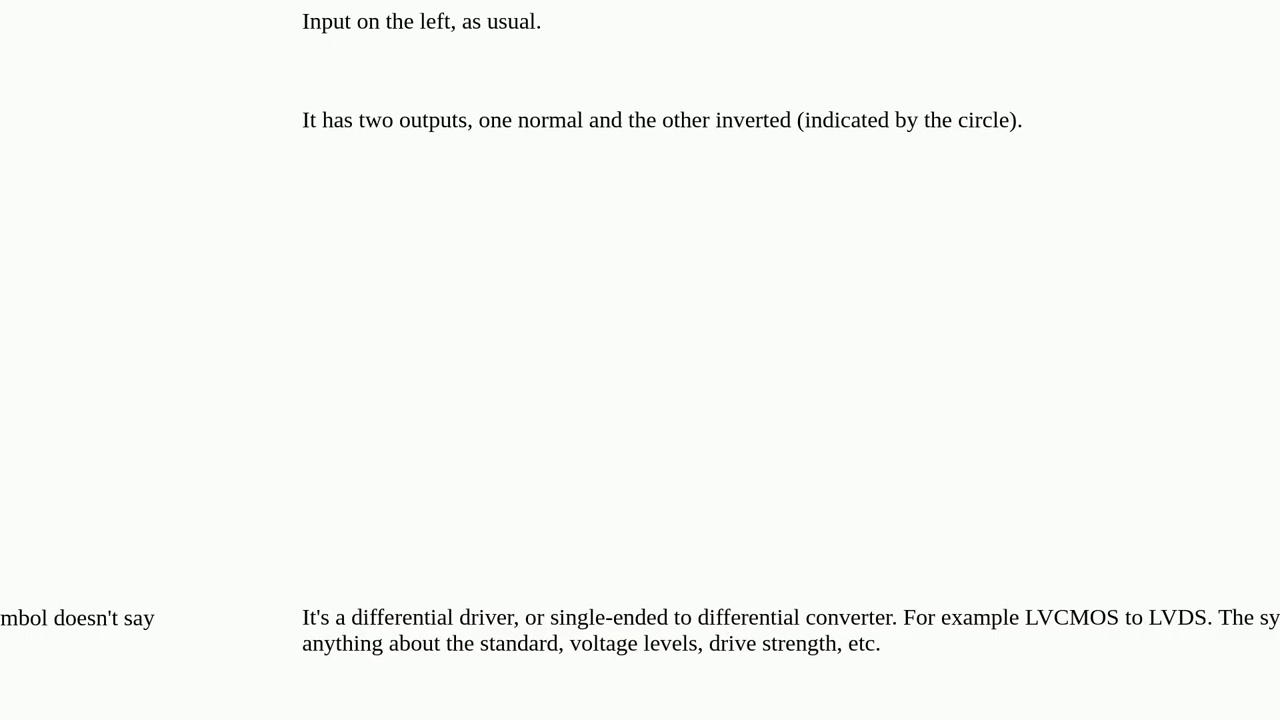 Input on the left, as usual.
It has two outputs, one normal and the other inverted (indicated by the circle).
It's a differential driver, or single-ended to differential converter. For example LVCMOS to LVDS. The sy
mbol doesn't say
anything about the standard, voltage levels, drive strength, etc.